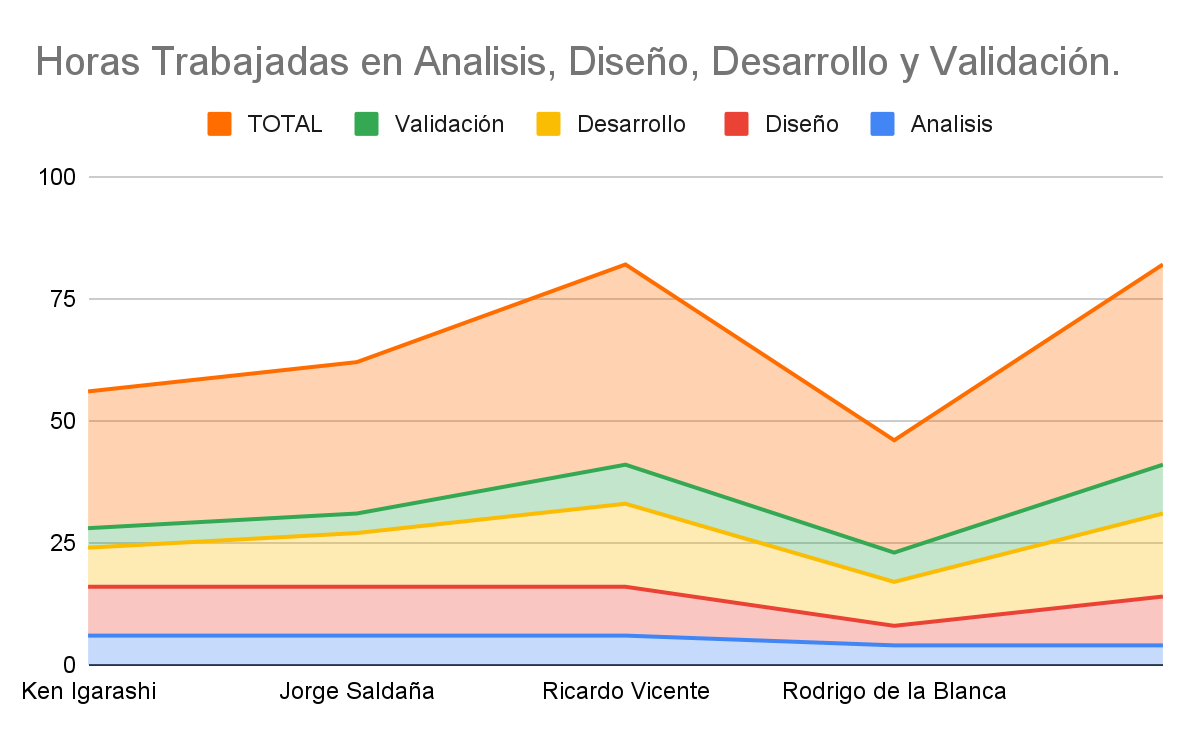 Horas Trabajadas en Analisis, Diseño, Desarrollo y Validación.
TOTAL Validación Desarrollo Diseño Analisis
100
75
50
25
0
Ken Igarashi Jorge Saldaña Ricardo Vicente Rodrigo de la Blanca